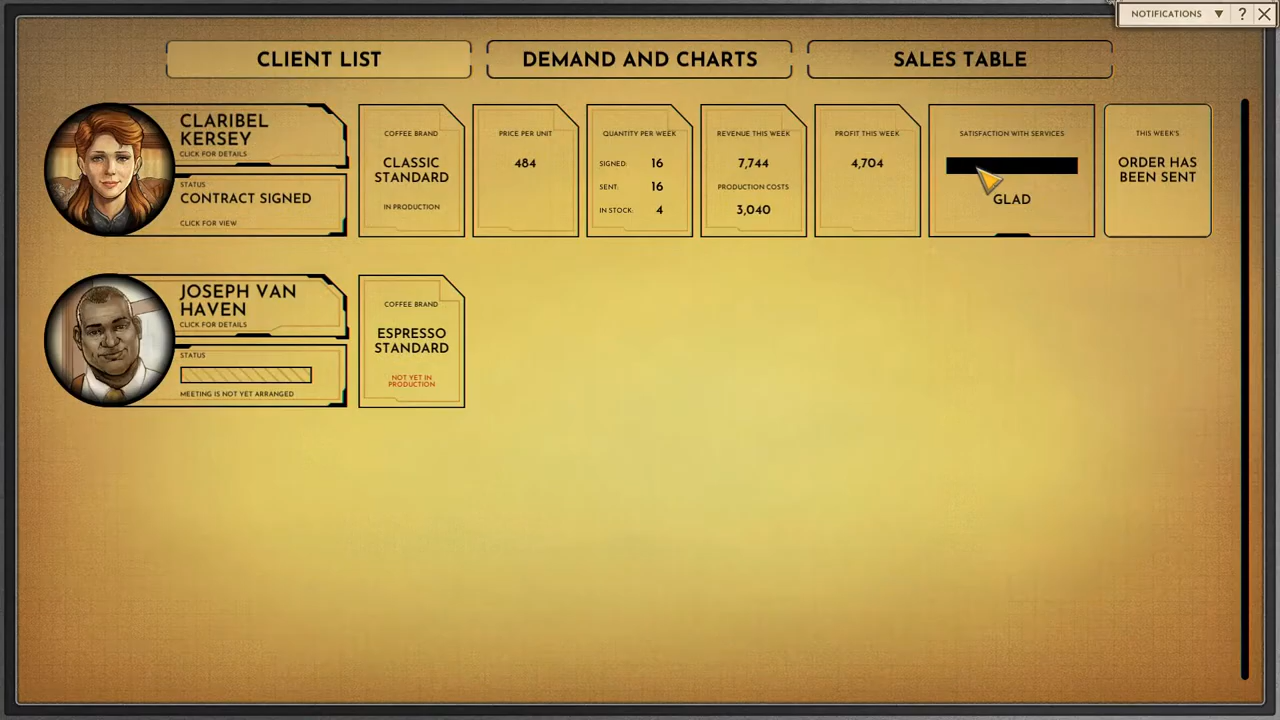 NOTIFICATIONS ▼ ?
CLIENT LIST
DEMAND AND CHARTS
SALES TABLE
CLARIBEL
KERSEY
CLICK FOR DETAILS
STATUS
CONTRACT SIGNED
CLICK FOR VIEW
COFFEE BRAND
CLASSIC
STANDARD
IN PRODUCTION
PRICE PER UNIT
484
QUANTITY PER WEEK
SIGNED: 16
SENT: 16
IN STOCK: 4
REVENUE THIS WEEK
7,744
PRODUCTION COSTS
3,040
PROFIT THIS WEEK
4,704
SATISFACTION WITH SERVICES
GLAD
THIS WEEK'S
ORDER HAS
BEEN SENT
JOSEPH VAN
HAVEN
CLICK FOR DETAILS
STATUS
MEETING IS NOT YET ARRANGED
COFFEE BRAND
ESPRESSO
STANDARD
NOT YET IN
PRODUCTION